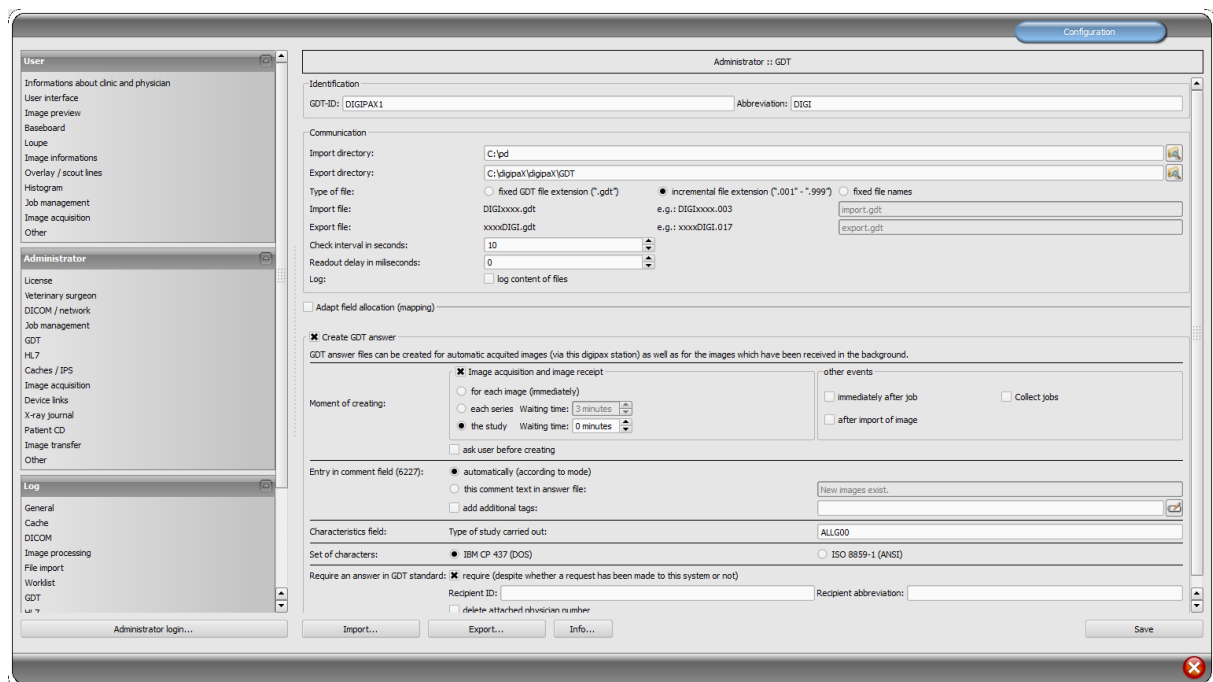 Configuration
User
Informations about clinic and physician
User interface
Image preview
Baseboard
Loupe
Image informations
Overlay / scout lines
Histogram
Job management
Image acquisition
Other
Administrator
License
Veterinary surgeon
DICOM / network
Job management
GDT
HL7
Caches / IPS
Image acquisition
Device links
X-ray journal
Patient CD
Image transfer
Other
Log
General
Cache
DICOM
Image processing
File import
Worklist
GDT
HL7
Administrator login...
Administrator :: GDT
Identification
GDT-ID: DIGIPAX1 Abbreviation: DIGI
Communication
Import directory: C:\pd
Export directory: C:\digipaX\digipaX\GDT
Type of file: fixed GDT file extension (".gdt") incremental file extension (".001" - ".999") fixed file names
Import file: DIGIxxxx.gdt e.g.: DIGIxxxx.003 import.gdt
Export file: xxxxDIGI.gdt e.g.: xxxxDIGI.017 export.gdt
Check interval in seconds: 10
Readout delay in miliseconds: 0
Log: log content of files
Adapt field allocation (mapping)
Create GDT answer
GDT answer files can be created for automatic acquited images (via this digipax station) as well as for the images which have been received in the background.
Image acquisition and image receipt other events
for each image (immediately) immediately after job Collect jobs
Moment of creating: each series Waiting time: 3 minutes
the study Waiting time: 0 minutes after import of image
ask user before creating
Entry in comment field (6227): automatically (according to mode)
this comment text in answer file: New images exist.
add additional tags:
Characteristics field: Type of study carried out: ALLG00
Set of characters: IBM CP 437 (DOS) ISO 8859-1 (ANSI)
Require an answer in GDT standard: require (despite whether a request has been made to this system or not)
Recipient ID: Recipient abbreviation:
delete attached physician number
Import... Export... Info... Save